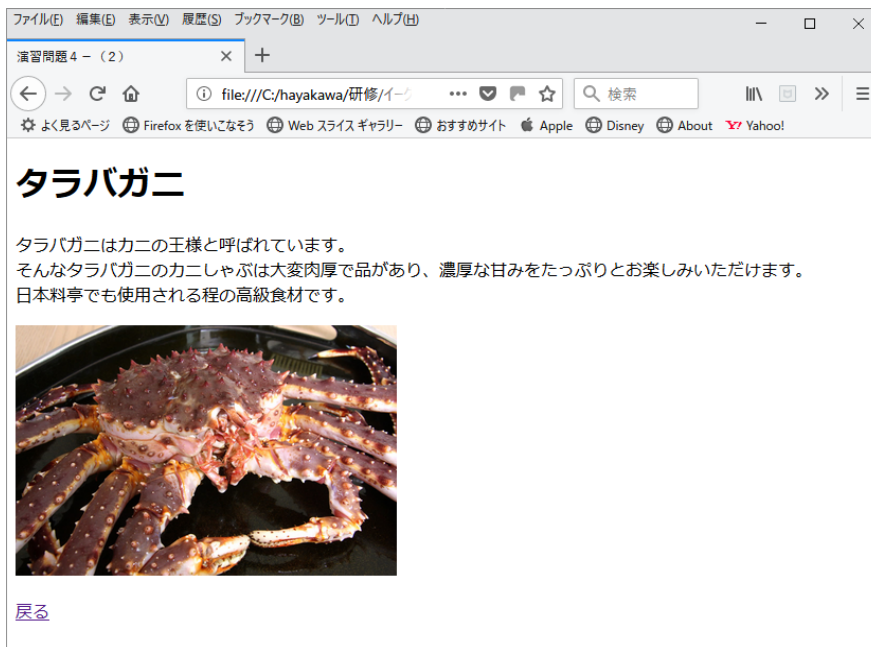 ファイル(F) 編集(E) 表示(V) 履歴(S) ブックマーク(B) ツール(T) ヘルプ(H)
演習問題４－（２）
file:///C:/hayakawa/研修/イーク
検索
よく見るページ Firefox を使いこなそう Web スライス ギャラリー おすすめサイト Apple Disney About Yahoo!
タラバガニ
タラバガニはカニの王様と呼ばれています。
そんなタラバガニのカニしゃぶは大変肉厚で品があり、濃厚な甘みをたっぷりとお楽しみいただけます。
日本料亭でも使用される程の高級食材です。
戻る